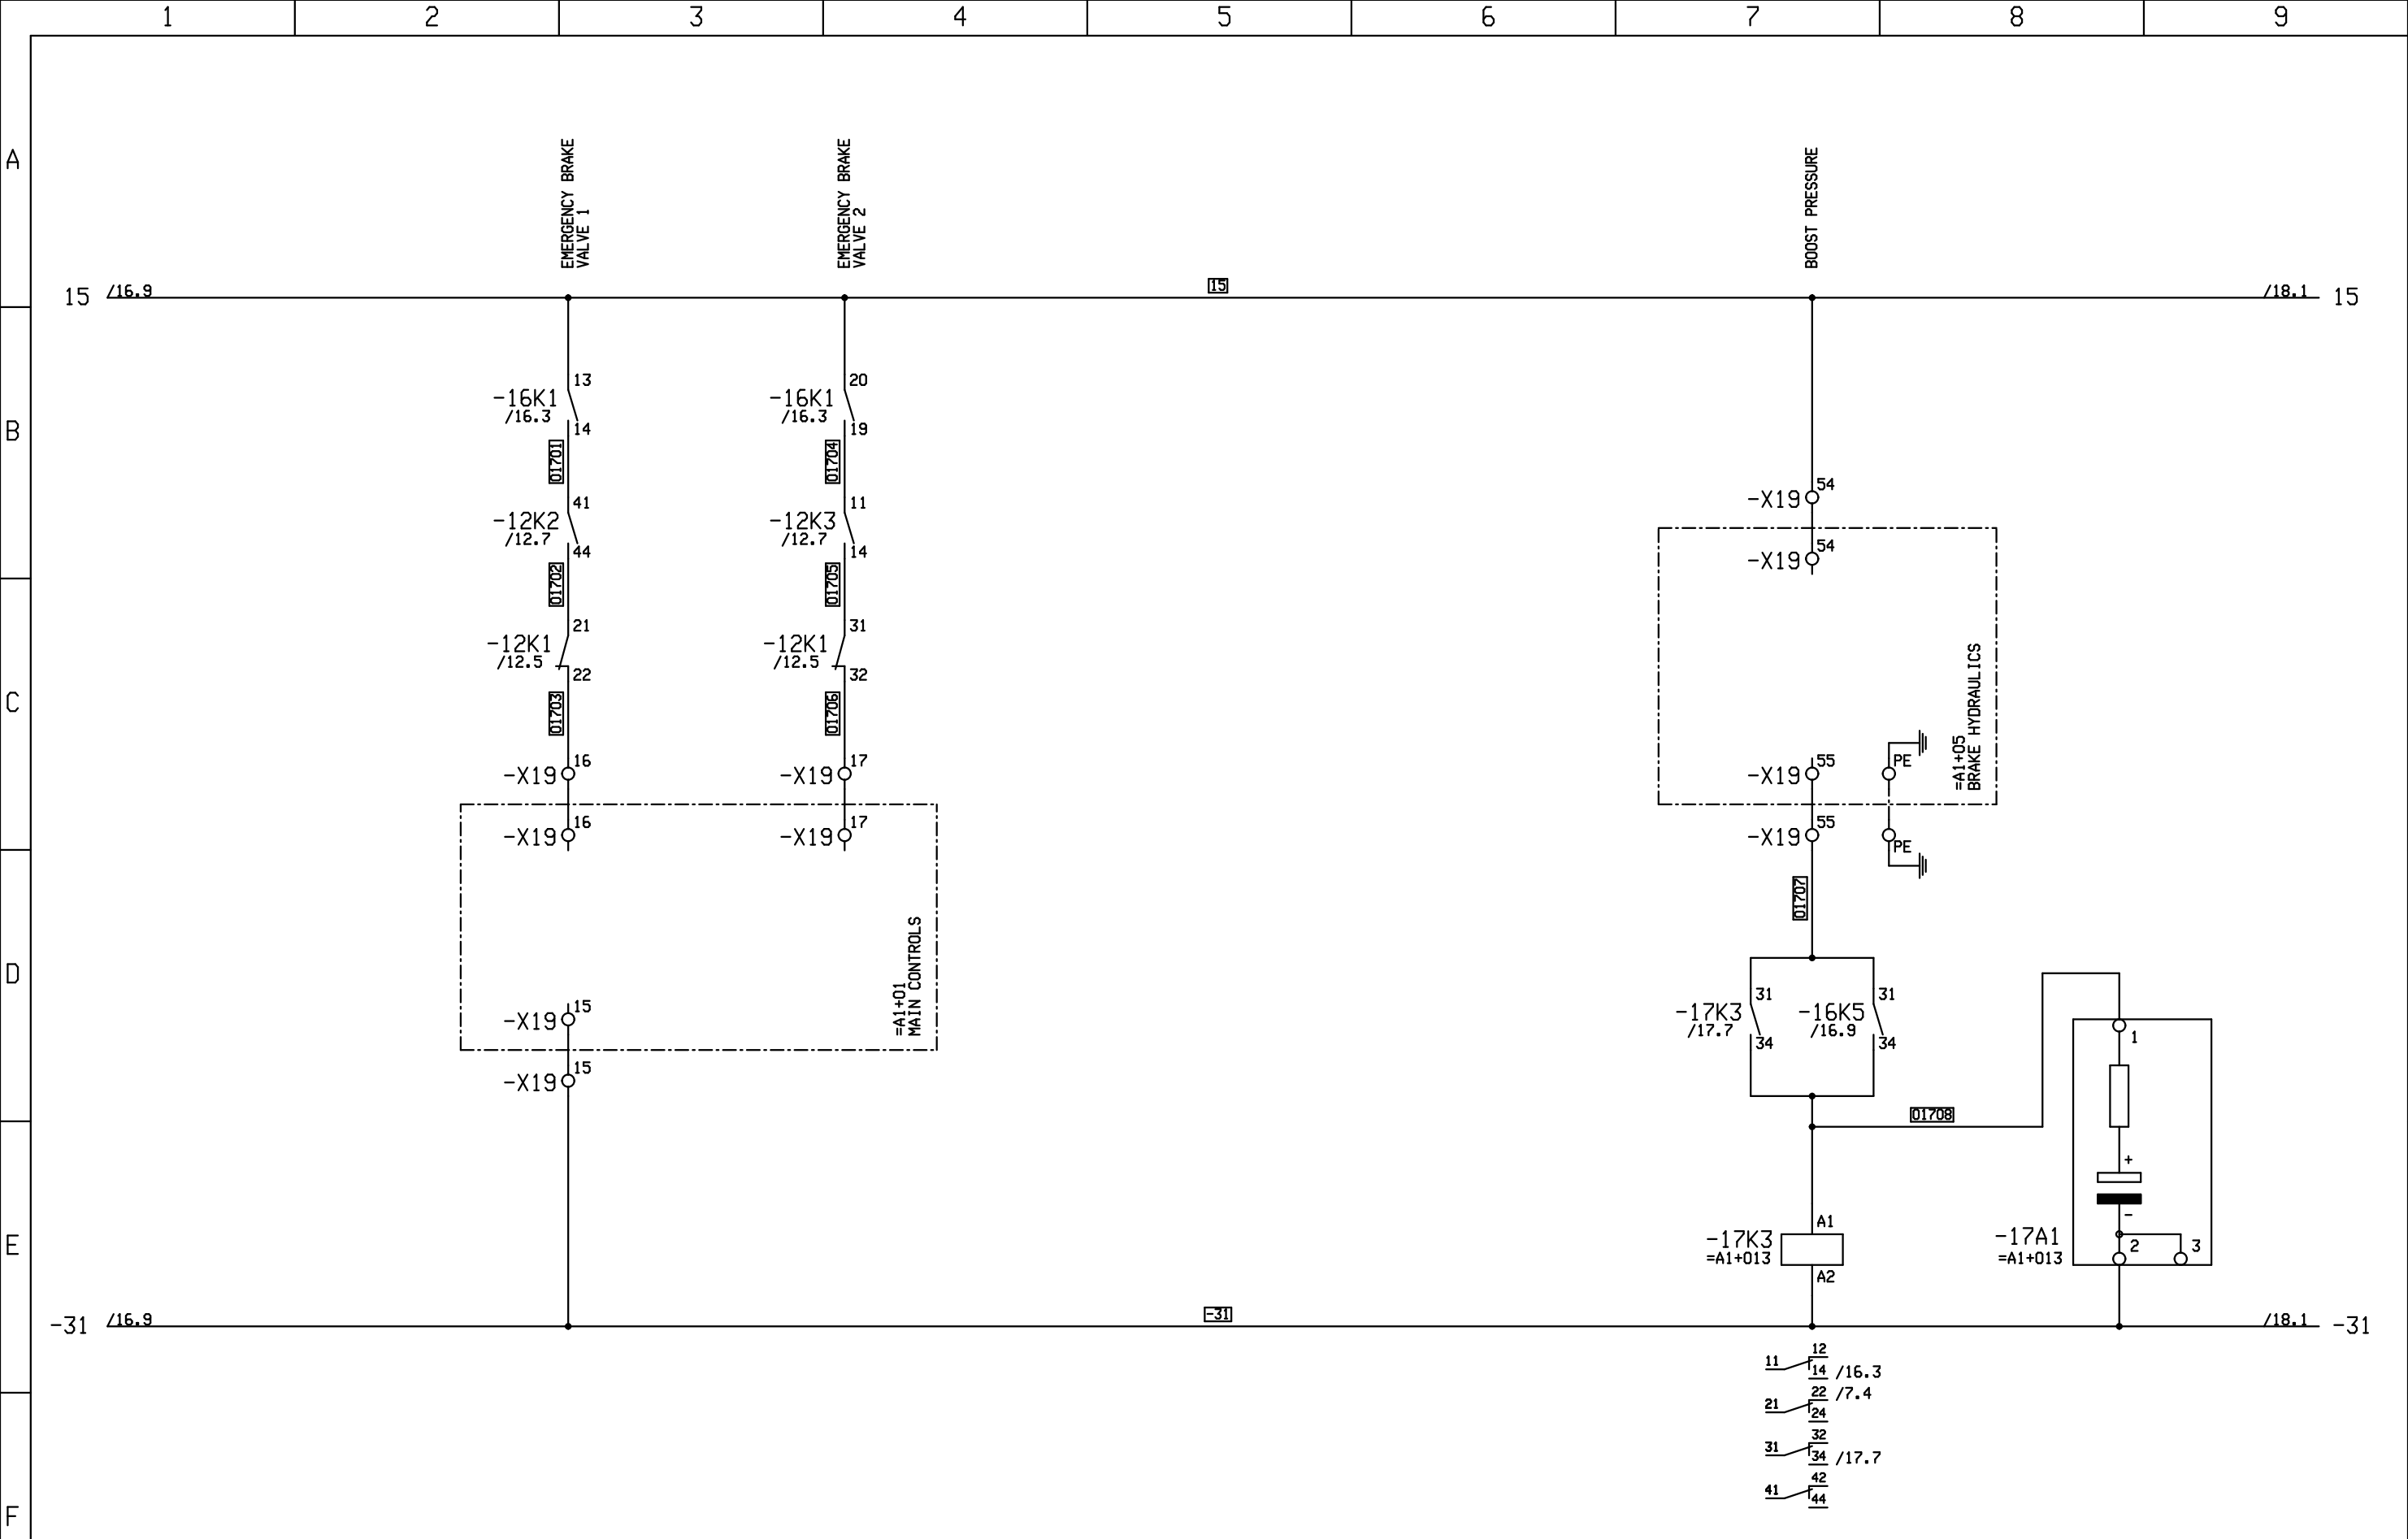 1 2 3 4 5 6 7 8 9
A
B
C
D
E
F
EMERGENCY BRAKE
VALVE 1
EMERGENCY BRAKE
VALVE 2
BOOST PRESSURE
15 /16.9 15 /18.1 15
13
-16K1
/16.3
14
01701
41
-12K2
/12.7
44
01702
21
-12K1
/12.5
22
01703
16
-X19
16
-X19
15
-X19
15
-X19
20
-16K1
/16.3
19
01704
11
-12K3
/12.7
14
01705
31
-12K1
/12.5
32
01706
17
-X19
17
-X19
=A1+01
MAIN CONTROLS
54
-X19
54
-X19
=A1+05
BRAKE HYDRAULICS
55
-X19
PE
55
-X19
PE
01707
31
-17K3
/17.7
34
31
-16K5
/16.9
34
01708
A1
-17K3
=A1+013
A2
1
+
-
-17A1
=A1+013
2
3
-31 /16.9 -31 /18.1 -31
12
11
14 /16.3
22 /7.4
21
24
32
31
34 /17.7
42
41
44